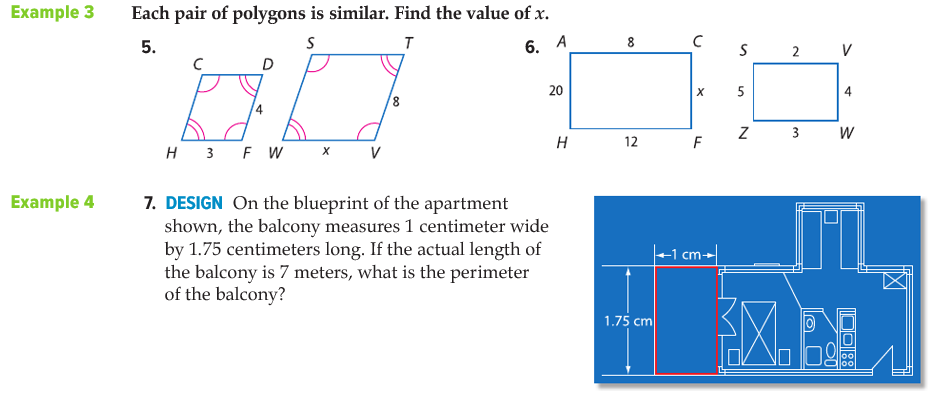 Example 3 Each pair of polygons is similar. Find the value of x.
5.
C D
4
H 3 F
S T
8
W x V
6.
A 8 C
20 x
H 12 F
S 2 V
5 4
Z 3 W
Example 4 7. DESIGN On the blueprint of the apartment
shown, the balcony measures 1 centimeter wide
by 1.75 centimeters long. If the actual length of
the balcony is 7 meters, what is the perimeter
of the balcony?
1 cm
1.75 cm